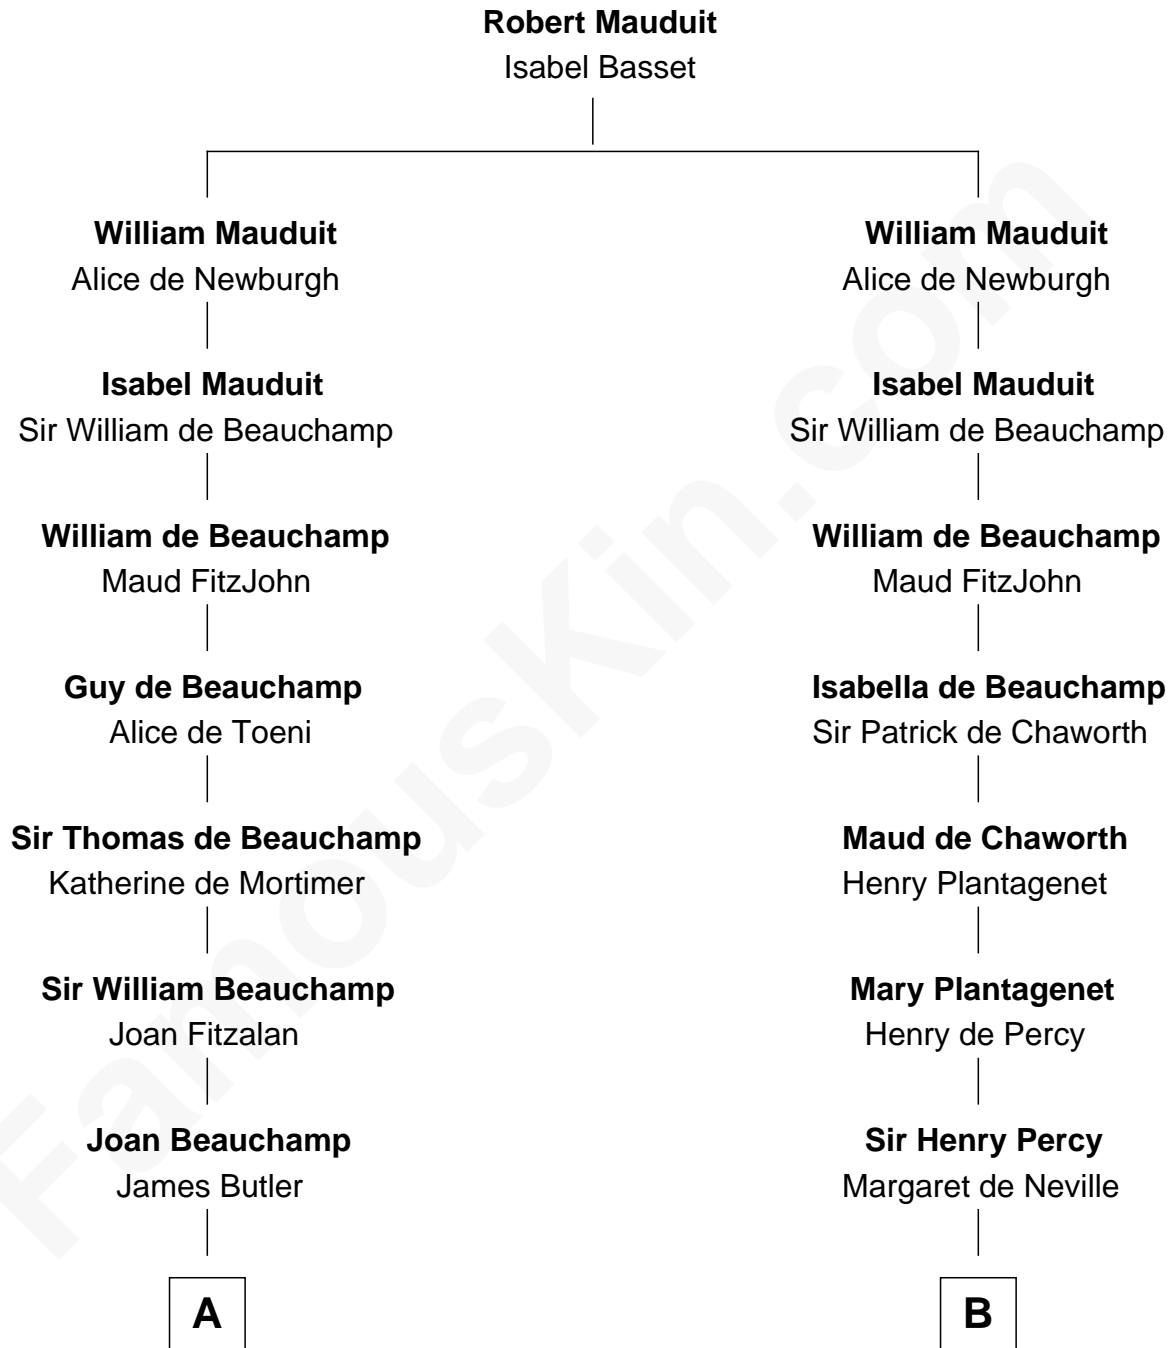 Robert Mauduit
Isabel Basset
William Mauduit
Alice de Newburgh
Isabel Mauduit
Sir William de Beauchamp
William de Beauchamp
Maud FitzJohn
Guy de Beauchamp
Alice de Toeni
Sir Thomas de Beauchamp
Katherine de Mortimer
Sir William Beauchamp
Joan Fitzalan
Joan Beauchamp
James Butler
A
William Mauduit
Alice de Newburgh
Isabel Mauduit
Sir William de Beauchamp
William de Beauchamp
Maud FitzJohn
Isabella de Beauchamp
Sir Patrick de Chaworth
Maud de Chaworth
Henry Plantagenet
Mary Plantagenet
Henry de Percy
Sir Henry Percy
Margaret de Neville
B
FamousKin.com